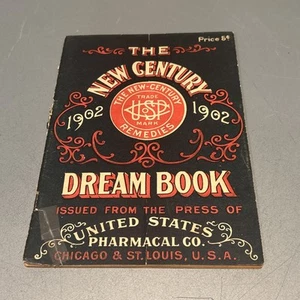 Price 5¢
THE
NEW CENTURY
1902
THE NEW-CENTURY
TRADE
USP
MARK
REMEDIES
1902
DREAM BOOK
ISSUED FROM THE PRESS OF
UNITED STATES
PHARMACAL CO.
CHICAGO & ST. LOUIS, U.S.A.